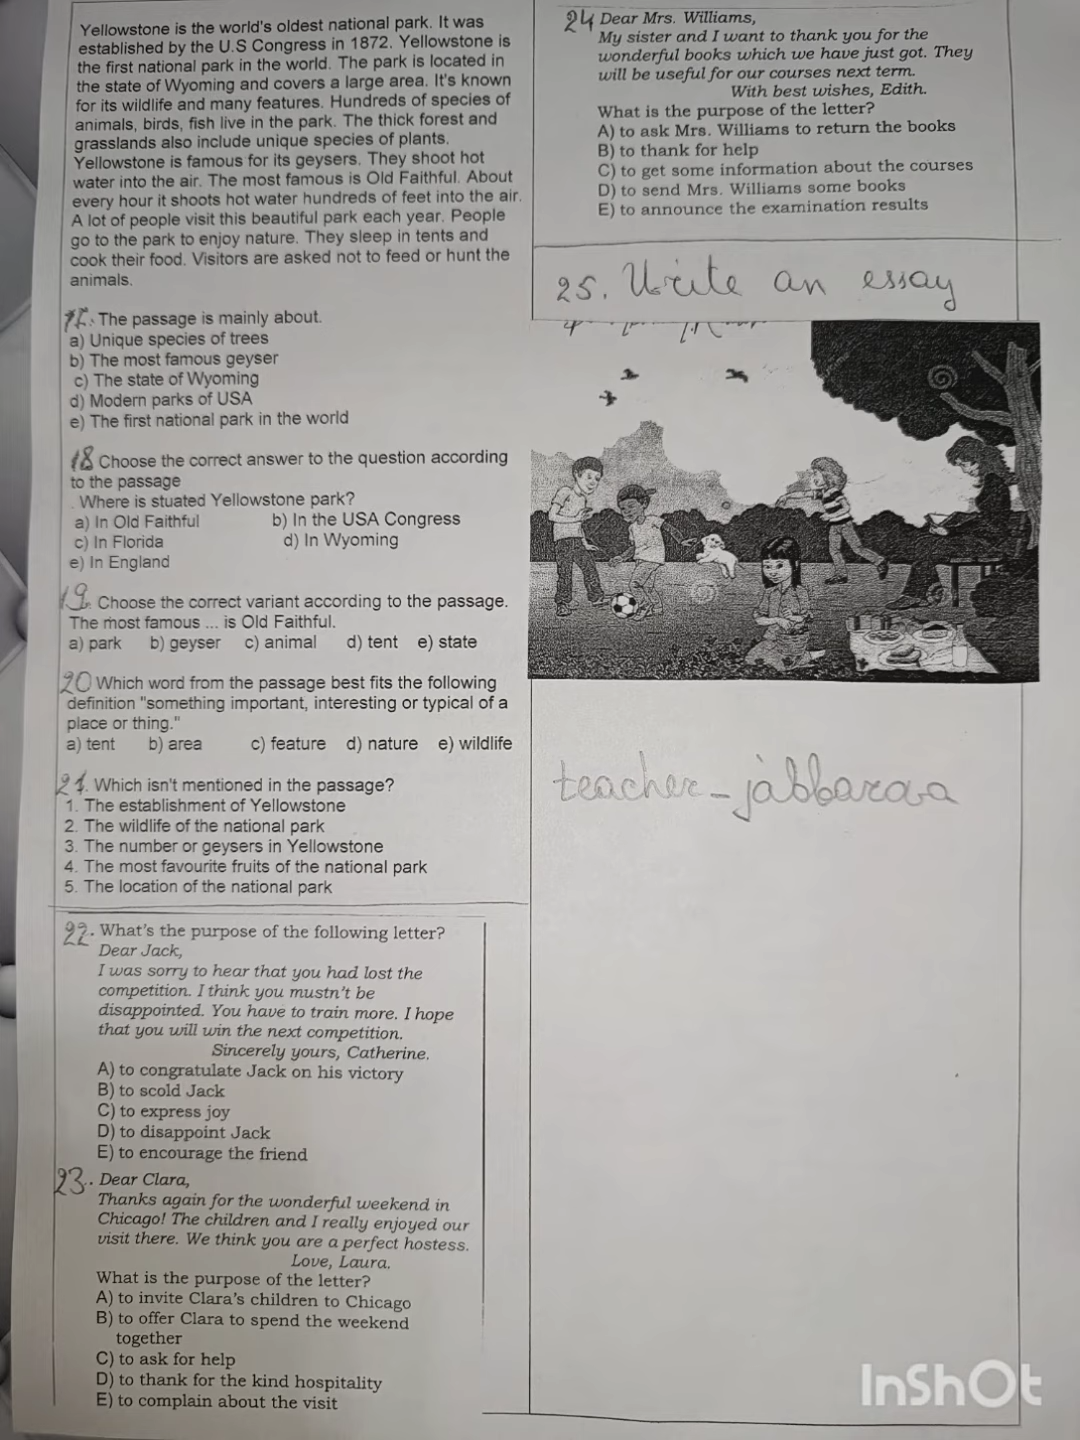 Yellowstone is the world's oldest national park. It was
established by the U.S Congress in 1872. Yellowstone is
the first national park in the world. The park is located in
the state of Wyoming and covers a large area. It's known
for its wildlife and many features. Hundreds of species of
animals, birds, fish live in the park. The thick forest and
grasslands also include unique species of plants.
Yellowstone is famous for its geysers. They shoot hot
water into the air. The most famous is Old Faithful. About
every hour it shoots hot water hundreds of feet into the air.
A lot of people visit this beautiful park each year. People
go to the park to enjoy nature. They sleep in tents and
cook their food. Visitors are asked not to feed or hunt the
animals.
The passage is mainly about.
a) Unique species of trees
b) The most famous geyser
c) The state of Wyoming
d) Modern parks of USA
e) The first national park in the world
18 Choose the correct answer to the question according
to the passage
Where is stuated Yellowstone park?
a) In Old Faithful b) In the USA Congress
c) In Florida d) In Wyoming
e) In England
19. Choose the correct variant according to the passage.
The most famous ... is Old Faithful.
a) park b) geyser c) animal d) tent e) state
20 Which word from the passage best fits the following
definition "something important, interesting or typical of a
place or thing."
a) tent b) area c) feature d) nature e) wildlife
21. Which isn't mentioned in the passage?
1. The establishment of Yellowstone
2. The wildlife of the national park
3. The number or geysers in Yellowstone
4. The most favourite fruits of the national park
5. The location of the national park
22. What's the purpose of the following letter?
Dear Jack,
I was sorry to hear that you had lost the
competition. I think you mustn't be
disappointed. You have to train more. I hope
that you will win the next competition.
Sincerely yours, Catherine.
A) to congratulate Jack on his victory
B) to scold Jack
C) to express joy
D) to disappoint Jack
E) to encourage the friend
23. Dear Clara,
Thanks again for the wonderful weekend in
Chicago! The children and I really enjoyed our
visit there. We think you are a perfect hostess.
Love, Laura.
What is the purpose of the letter?
A) to invite Clara's children to Chicago
B) to offer Clara to spend the weekend
together
C) to ask for help
D) to thank for the kind hospitality
E) to complain about the visit
24 Dear Mrs. Williams,
My sister and I want to thank you for the
wonderful books which we have just got. They
will be useful for our courses next term.
With best wishes, Edith.
What is the purpose of the letter?
A) to ask Mrs. Williams to return the books
B) to thank for help
C) to get some information about the courses
D) to send Mrs. Williams some books
E) to announce the examination results
25. Write an essay
teacher - jabbarova
InShOt